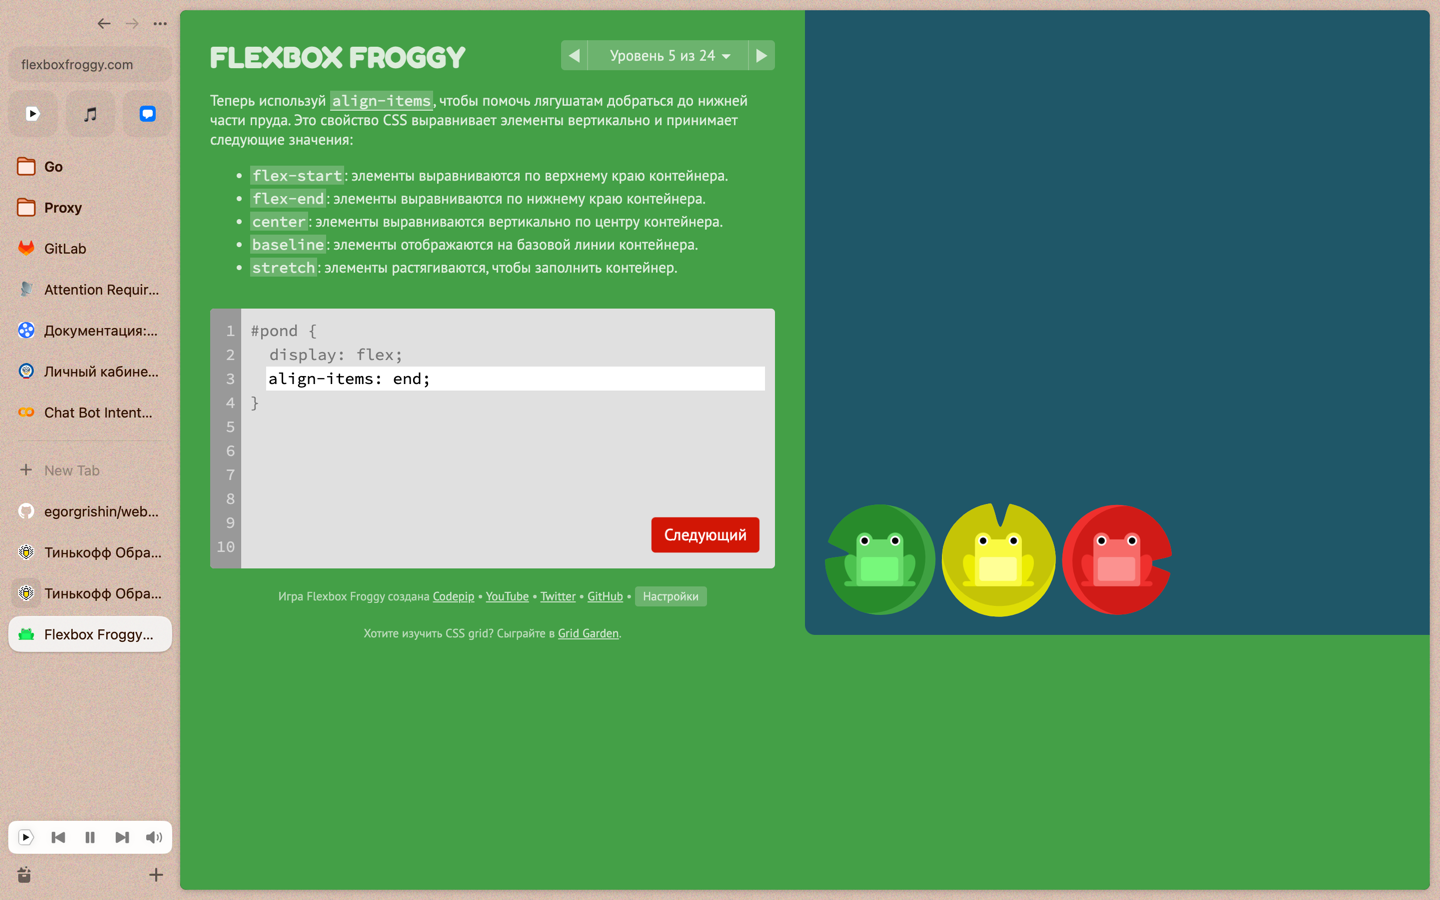 flexboxfroggy.com
Go
Proxy
GitLab
Attention Requir...
Документация:...
Личный кабине...
Chat Bot Intent...
New Tab
egorgrishin/web...
Тинькофф Обра...
Тинькофф Обра...
Flexbox Froggy...
FLEXBOX FROGGY
Уровень 5 из 24
Теперь используй align-items, чтобы помочь лягушатам добраться до нижней
части пруда. Это свойство CSS выравнивает элементы вертикально и принимает
следующие значения:
• flex-start: элементы выравниваются по верхнему краю контейнера.
• flex-end: элементы выравниваются по нижнему краю контейнера.
• center: элементы выравниваются вертикально по центру контейнера.
• baseline: элементы отображаются на базовой линии контейнера.
• stretch: элементы растягиваются, чтобы заполнить контейнер.
1 #pond {
2 display: flex;
3 align-items: end;
4 }
5
6
7
8
9
10
Следующий
Игра Flexbox Froggy создана Codepip • YouTube • Twitter • GitHub • Настройки
Хотите изучить CSS grid? Сыграйте в Grid Garden.